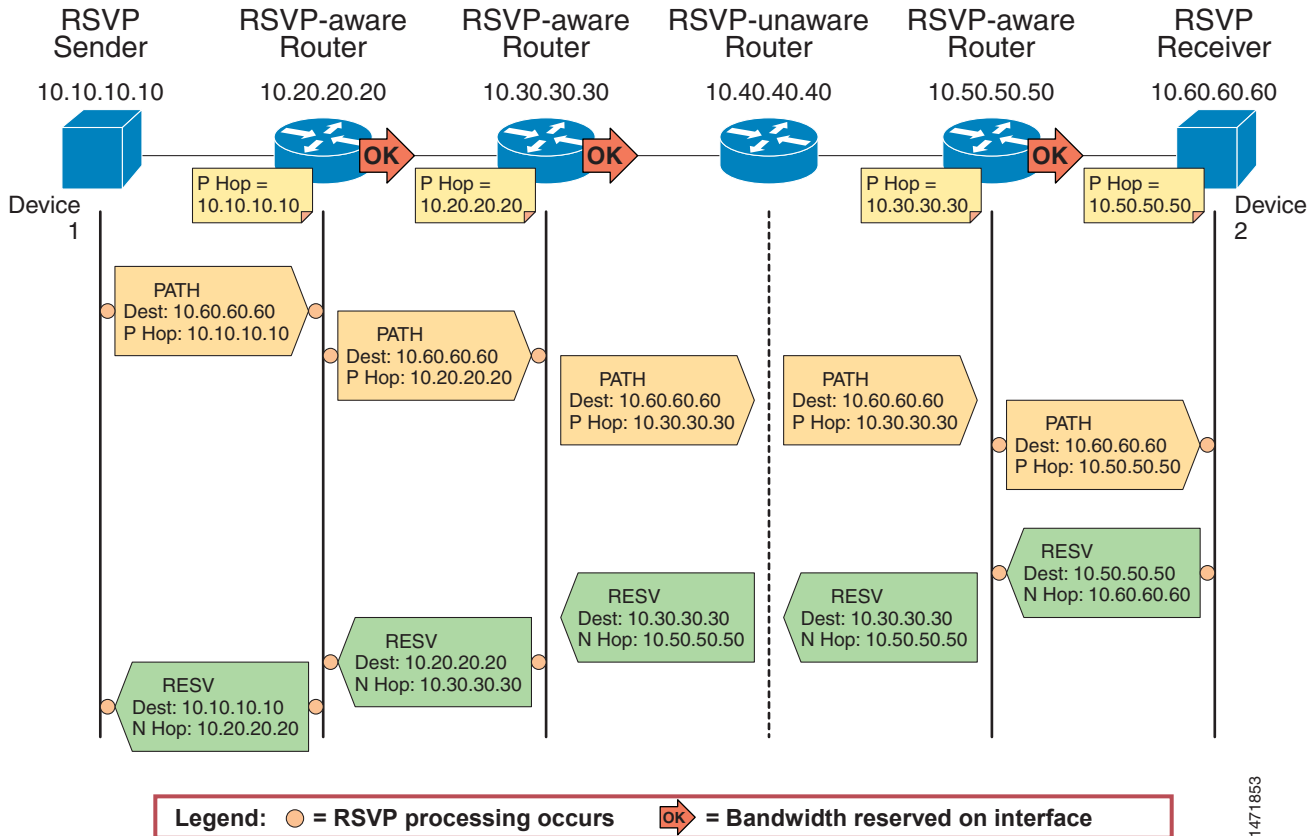 RSVP
Sender
RSVP-aware
Router
RSVP-aware
Router
RSVP-unaware
Router
RSVP-aware
Router
RSVP
Receiver
10.10.10.10
10.20.20.20
10.30.30.30
10.40.40.40
10.50.50.50
10.60.60.60
OK
OK
OK
P Hop =
10.10.10.10
P Hop =
10.20.20.20
P Hop =
10.30.30.30
P Hop =
10.50.50.50
Device
1
Device
2
PATH
Dest: 10.60.60.60
P Hop: 10.10.10.10
PATH
Dest: 10.60.60.60
P Hop: 10.20.20.20
PATH
Dest: 10.60.60.60
P Hop: 10.30.30.30
PATH
Dest: 10.60.60.60
P Hop: 10.30.30.30
PATH
Dest: 10.60.60.60
P Hop: 10.50.50.50
RESV
Dest: 10.50.50.50
N Hop: 10.60.60.60
RESV
Dest: 10.30.30.30
N Hop: 10.50.50.50
RESV
Dest: 10.30.30.30
N Hop: 10.50.50.50
RESV
Dest: 10.20.20.20
N Hop: 10.30.30.30
RESV
Dest: 10.10.10.10
N Hop: 10.20.20.20
Legend: = RSVP processing occurs OK = Bandwidth reserved on interface
1471853